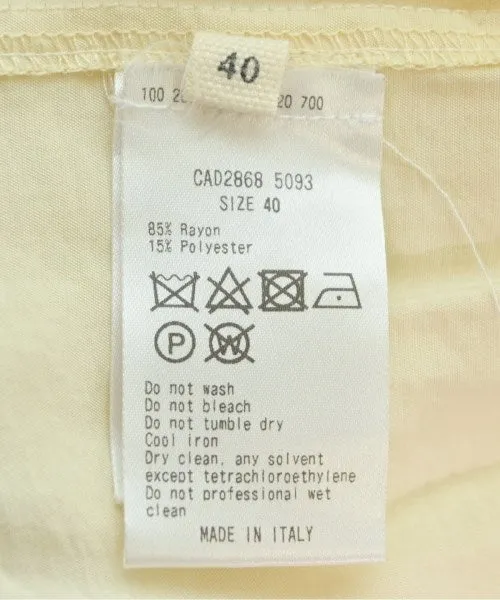 40
100 20 700
CAD2868 5093
SIZE 40
85% Rayon
15% Polyester
P
W
Do not wash
Do not bleach
Do not tumble dry
Cool iron
Dry clean, any solvent
except tetrachloroethylene
Do not professional wet
clean
MADE IN ITALY